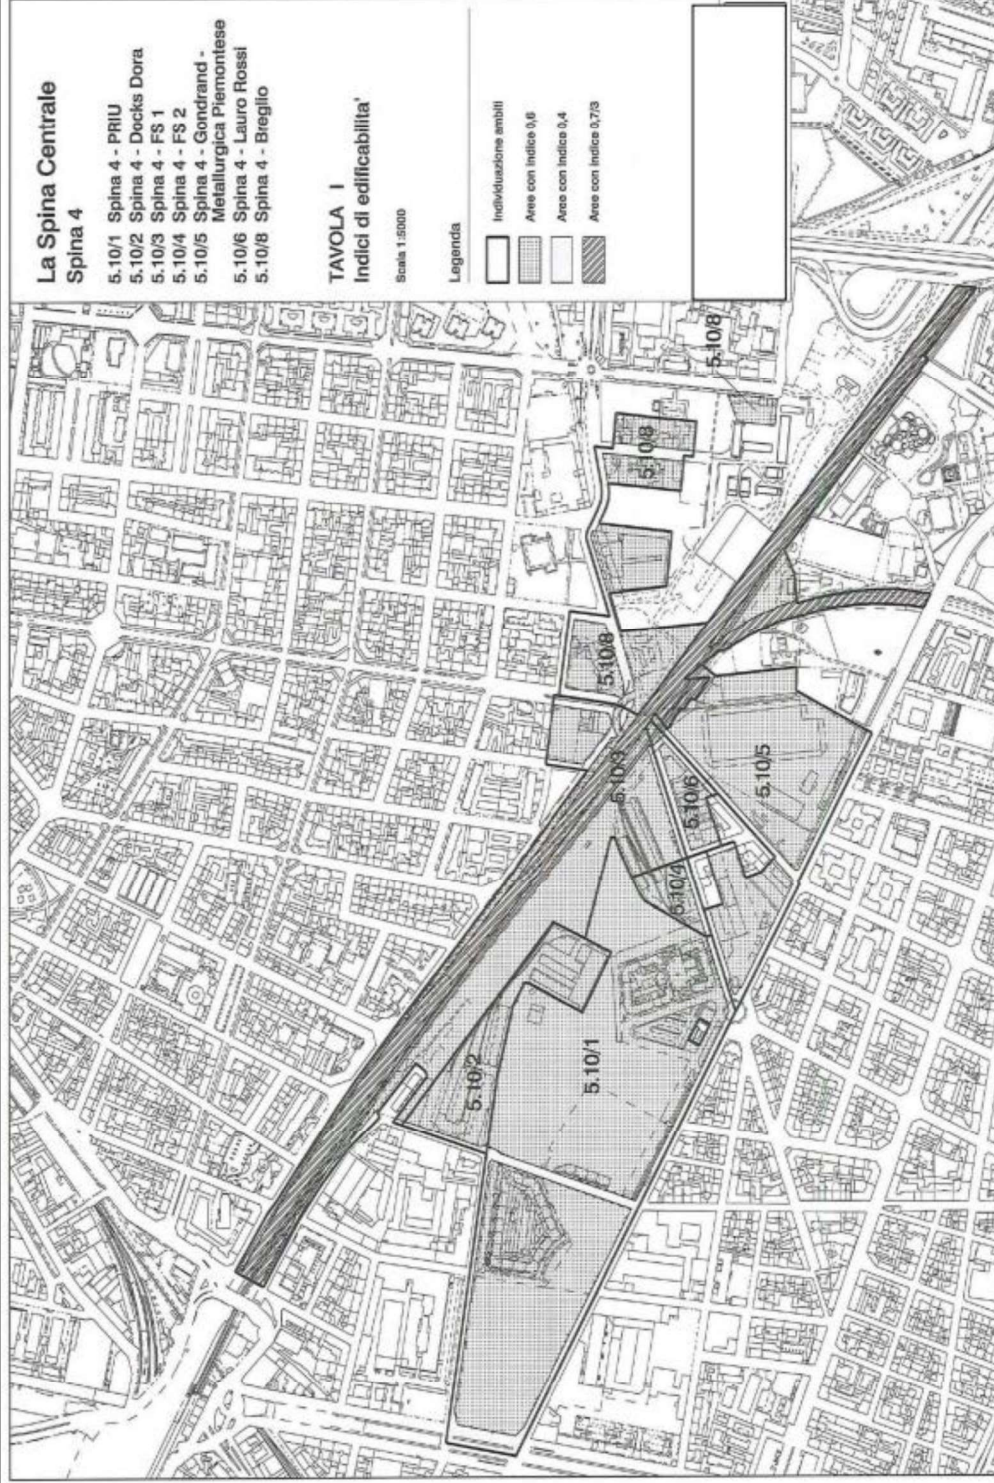 La Spina Centrale
Spina 4
5.10/1 Spina 4 - PRIU
5.10/2 Spina 4 - Docks Dora
5.10/3 Spina 4 - FS 1
5.10/4 Spina 4 - FS 2
5.10/5 Spina 4 - Gondrand -
Metallurgica Piemontese
5.10/6 Spina 4 - Lauro Rossi
5.10/8 Spina 4 - Breglio
TAVOLA I
Indici di edificabilita'
Scala 1:5000
Legenda
Individuazione ambiti
Aree con indice 0,6
Aree con indice 0,4
Aree con indice 0,7/3
5.10/8
5.10/8
5.10/8
5.10/3
5.10/6
5.10/5
5.10/4
5.10/2
5.10/1